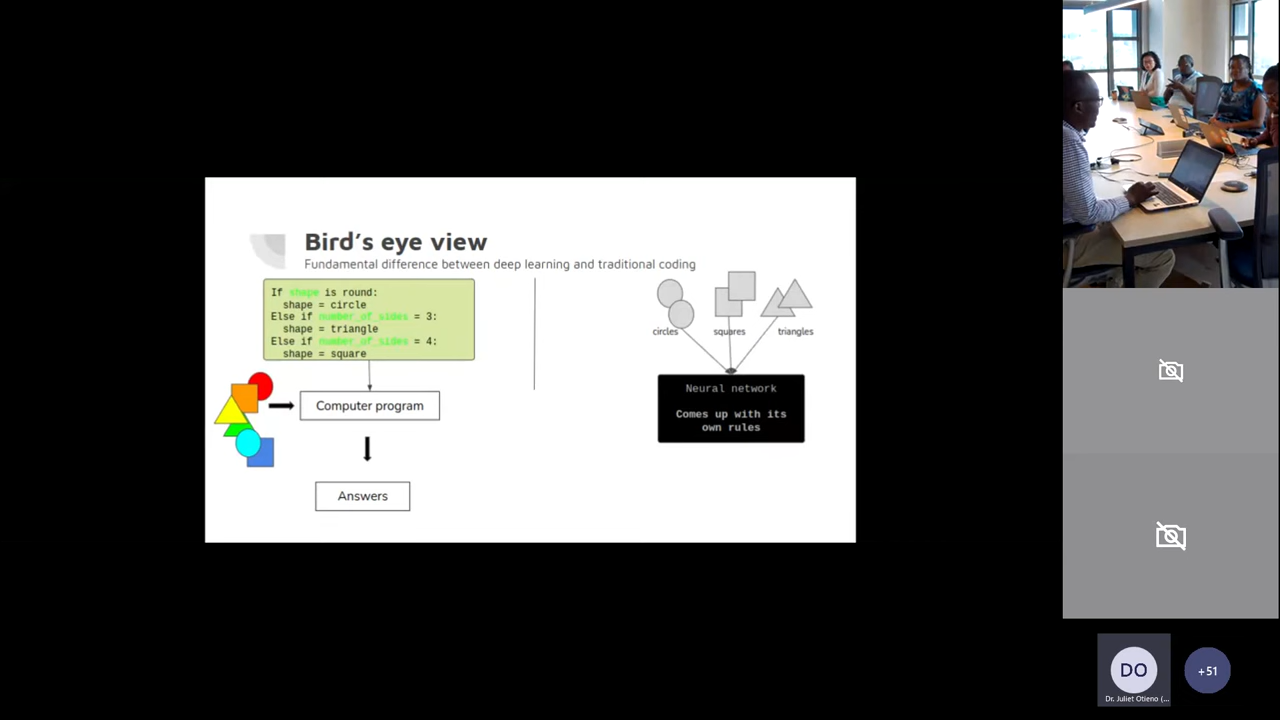 Bird's eye view
Fundamental difference between deep learning and traditional coding
If shape is round:
shape = circle
Else if number_of_sides = 3:
shape = triangle
Else if number_of_sides = 4:
shape = square
Computer program
Answers
circles
squares
triangles
Neural network
Comes up with its
own rules
DO
Dr. Juliet Otieno (...
+51